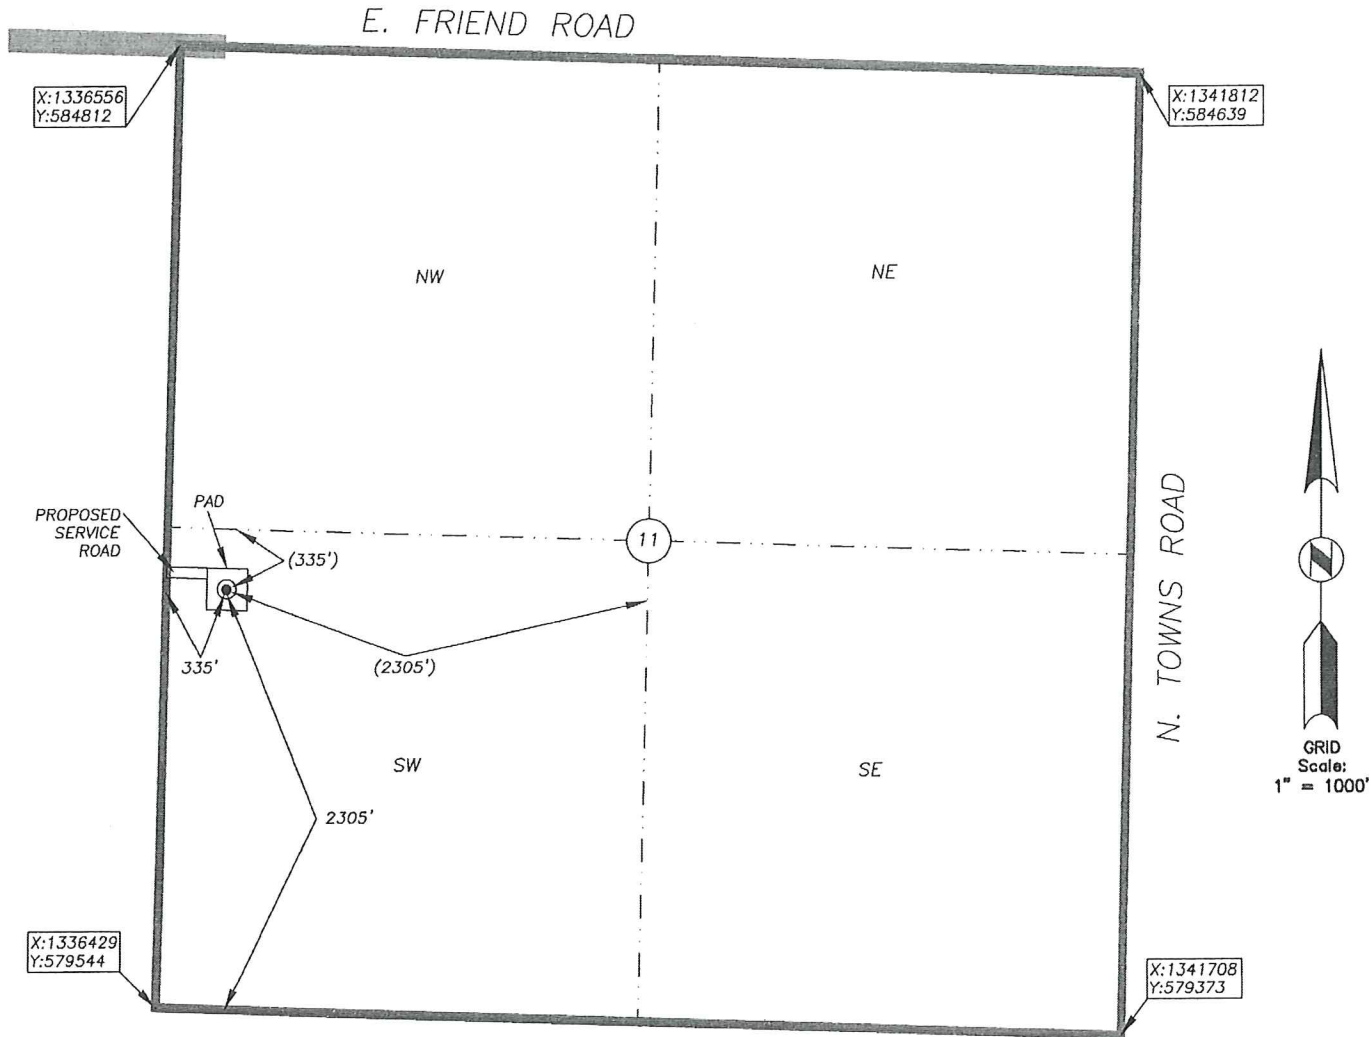 E. FRIEND ROAD
X:1336556
Y:584812
X:1341812
Y:584639
NW
NE
PAD
PROPOSED
SERVICE
ROAD
11
(335')
335'
(2305')
N. TOWNS ROAD
SW
SE
2305'
GRID
Scale:
1" = 1000'
X:1336429
Y:579544
X:1341708
Y:579373